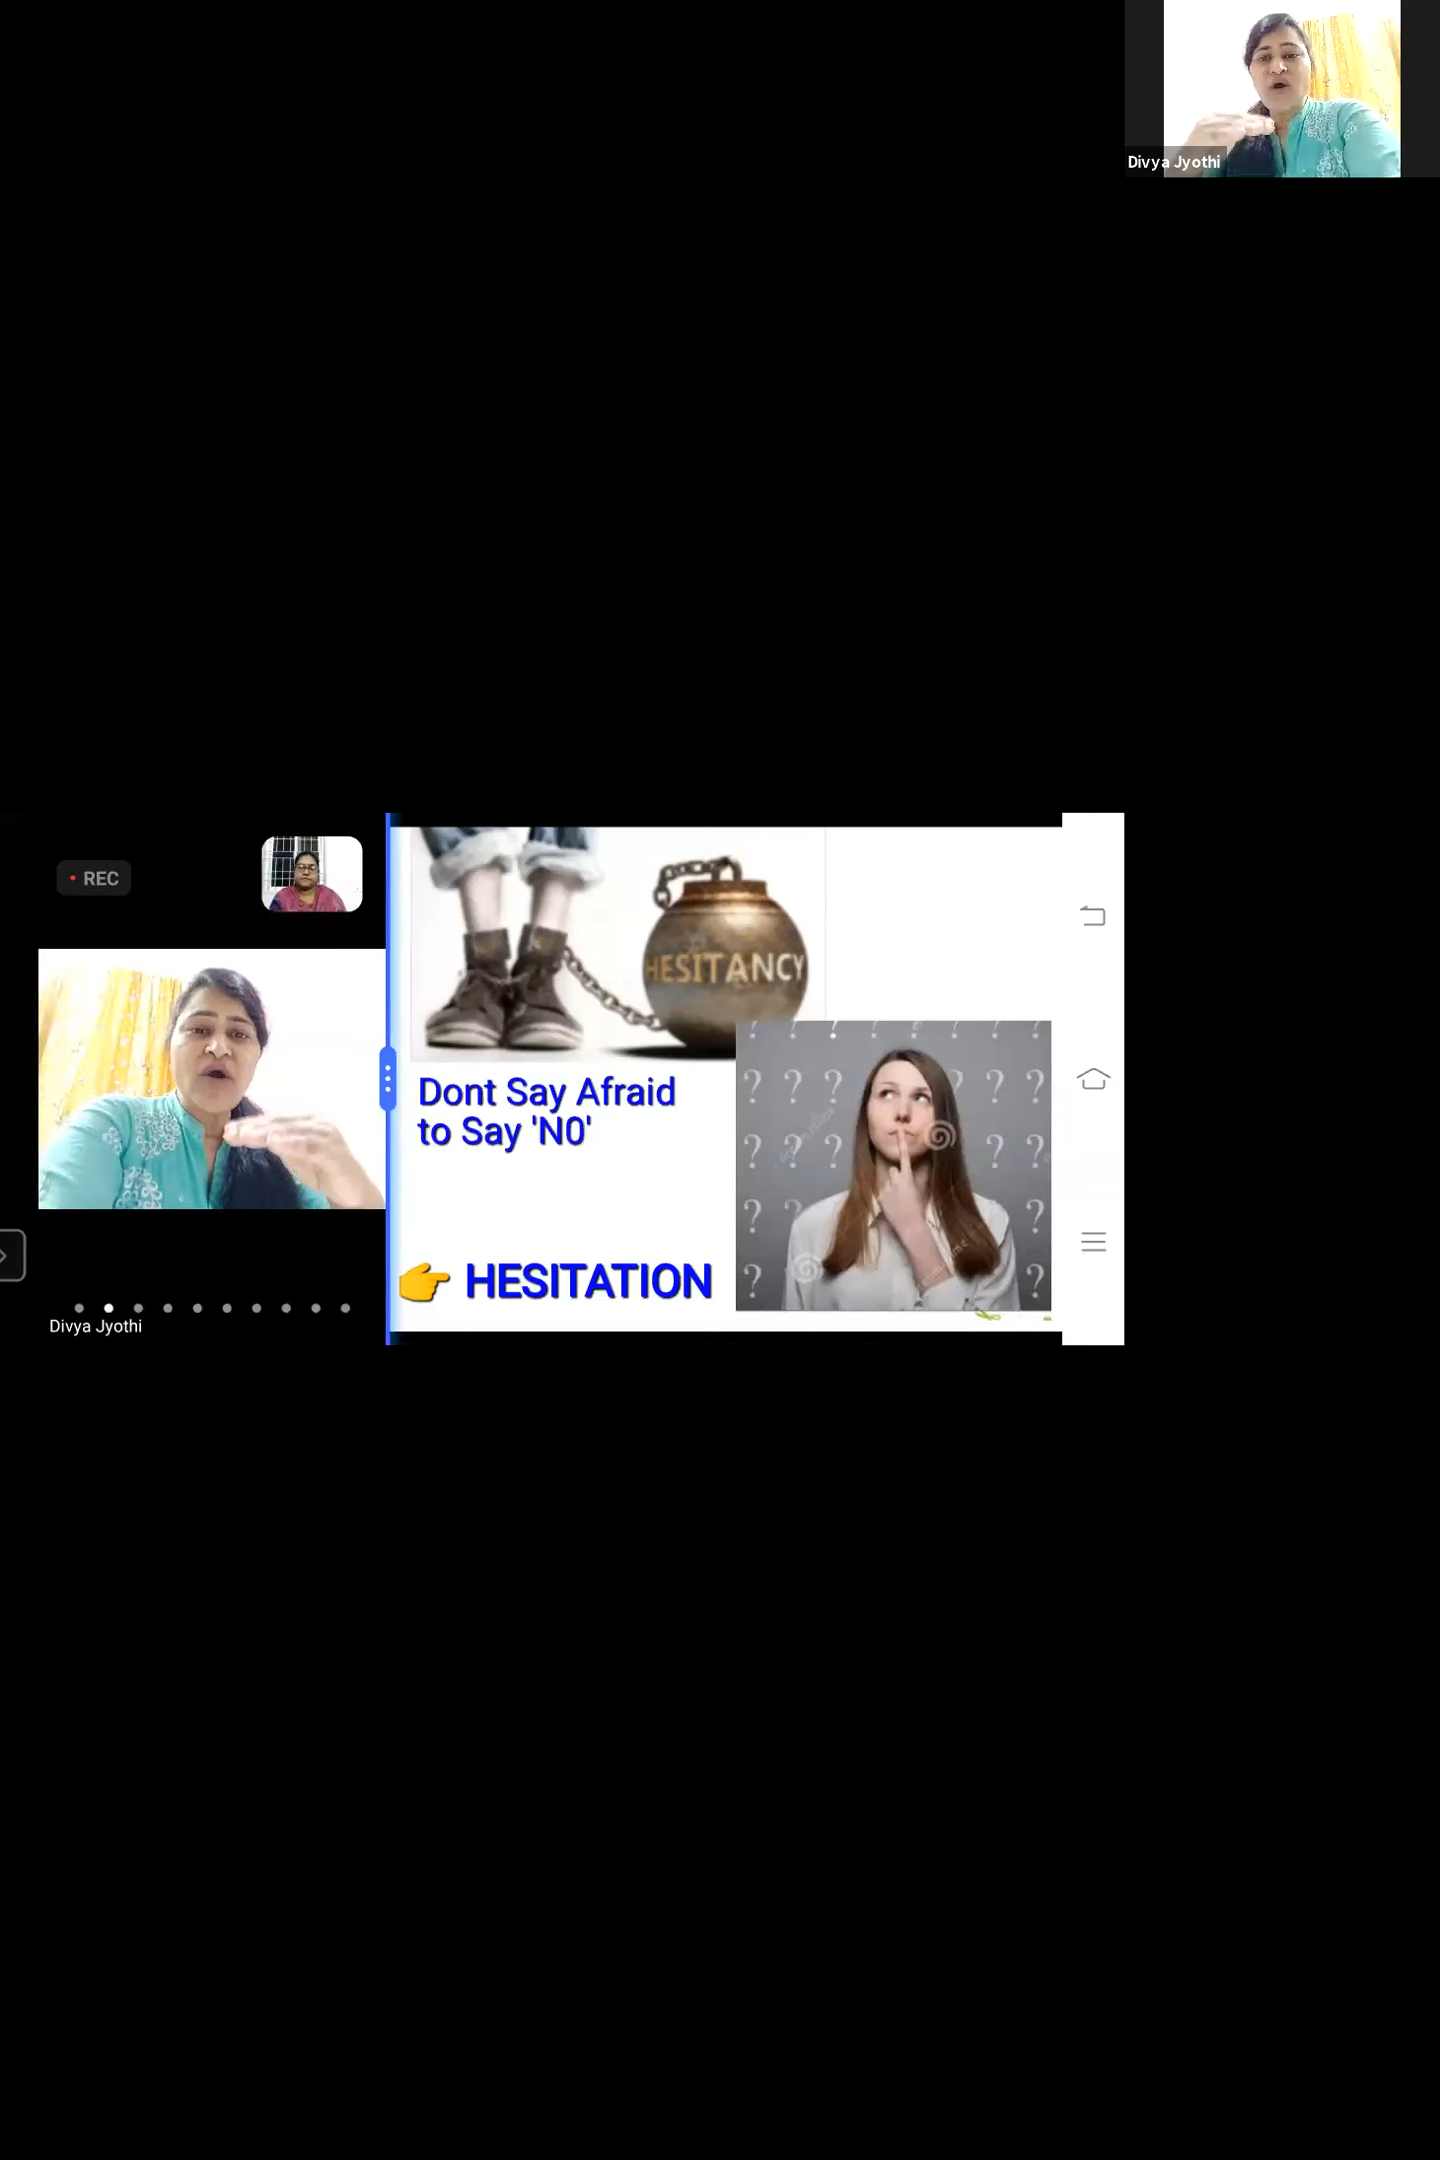 Divya Jyothi
REC
HESITANCY
Dont Say Afraid
to Say 'N0'
👉 HESITATION
Divya Jyothi